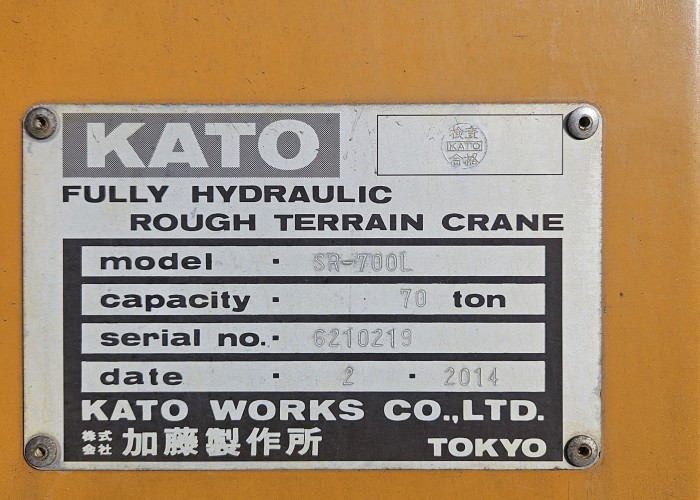 KATO
検査
KATO
合格
FULLY HYDRAULIC
ROUGH TERRAIN CRANE
model · SR-700L
capacity · 70 ton
serial no.· 6210219
date · 2 · 2014
KATO WORKS CO.,LTD.
株式会社 加藤製作所 TOKYO